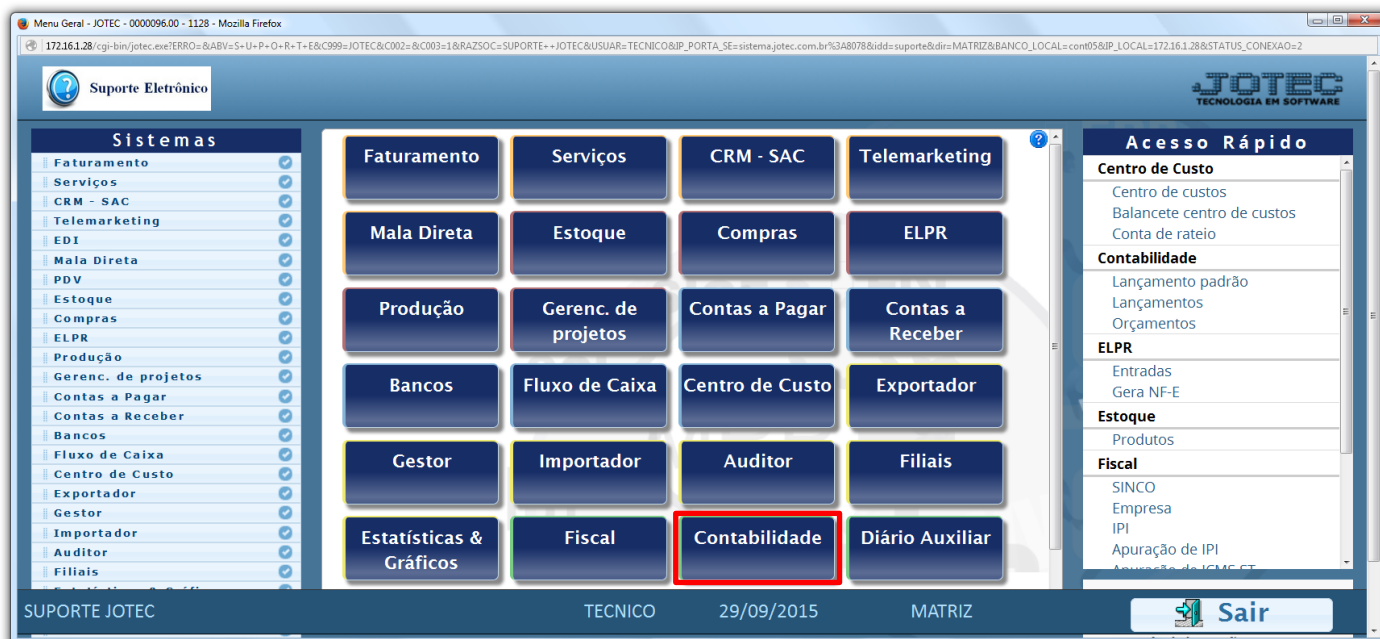 Menu Geral - JOTEC - 0000096.00 - 1128 - Mozilla Firefox
172.16.1.28/cgi-bin/jotec.exe?ERRO=&ABV=S+U+P+O+R+T+E&C999=JOTEC&C002=&C003=1&RAZSOC=SUPORTE++JOTEC&USUAR=TECNICO&IP_PORTA_SE=sistema.jotec.com.br%3A8078&idd=suporte&dir=MATRIZ&BANCO_LOCAL=cont05&IP_LOCAL=172.16.1.28&STATUS_CONEXAO=2
Suporte Eletrônico
JOTEC
TECNOLOGIA EM SOFTWARE
Sistemas
Faturamento
Serviços
CRM - SAC
Telemarketing
EDI
Mala Direta
PDV
Estoque
Compras
ELPR
Produção
Gerenc. de projetos
Contas a Pagar
Contas a Receber
Bancos
Fluxo de Caixa
Centro de Custo
Exportador
Gestor
Importador
Auditor
Filiais
Faturamento
Serviços
CRM - SAC
Telemarketing
Mala Direta
Estoque
Compras
ELPR
Produção
Gerenc. de
projetos
Contas a Pagar
Contas a
Receber
Bancos
Fluxo de Caixa
Centro de Custo
Exportador
Gestor
Importador
Auditor
Filiais
Estatísticas &
Gráficos
Fiscal
Contabilidade
Diário Auxiliar
Acesso Rápido
Centro de Custo
Centro de custos
Balancete centro de custos
Conta de rateio
Contabilidade
Lançamento padrão
Lançamentos
Orçamentos
ELPR
Entradas
Gera NF-E
Estoque
Produtos
Fiscal
SINCO
Empresa
IPI
Apuração de IPI
Apuração de ICMS ST
SUPORTE JOTEC
TECNICO
29/09/2015
MATRIZ
Sair